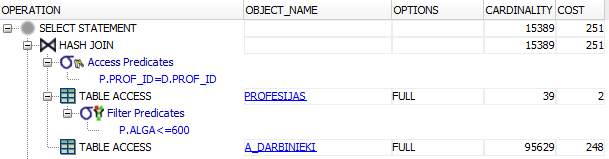 OPERATION OBJECT_NAME OPTIONS CARDINALITY COST
SELECT STATEMENT 15389 251
HASH JOIN 15389 251
Access Predicates
P.PROF_ID=D.PROF_ID
TABLE ACCESS PROFESIJAS FULL 39 2
Filter Predicates
P.ALGA<=600
TABLE ACCESS A_DARBINIEKI FULL 95629 248